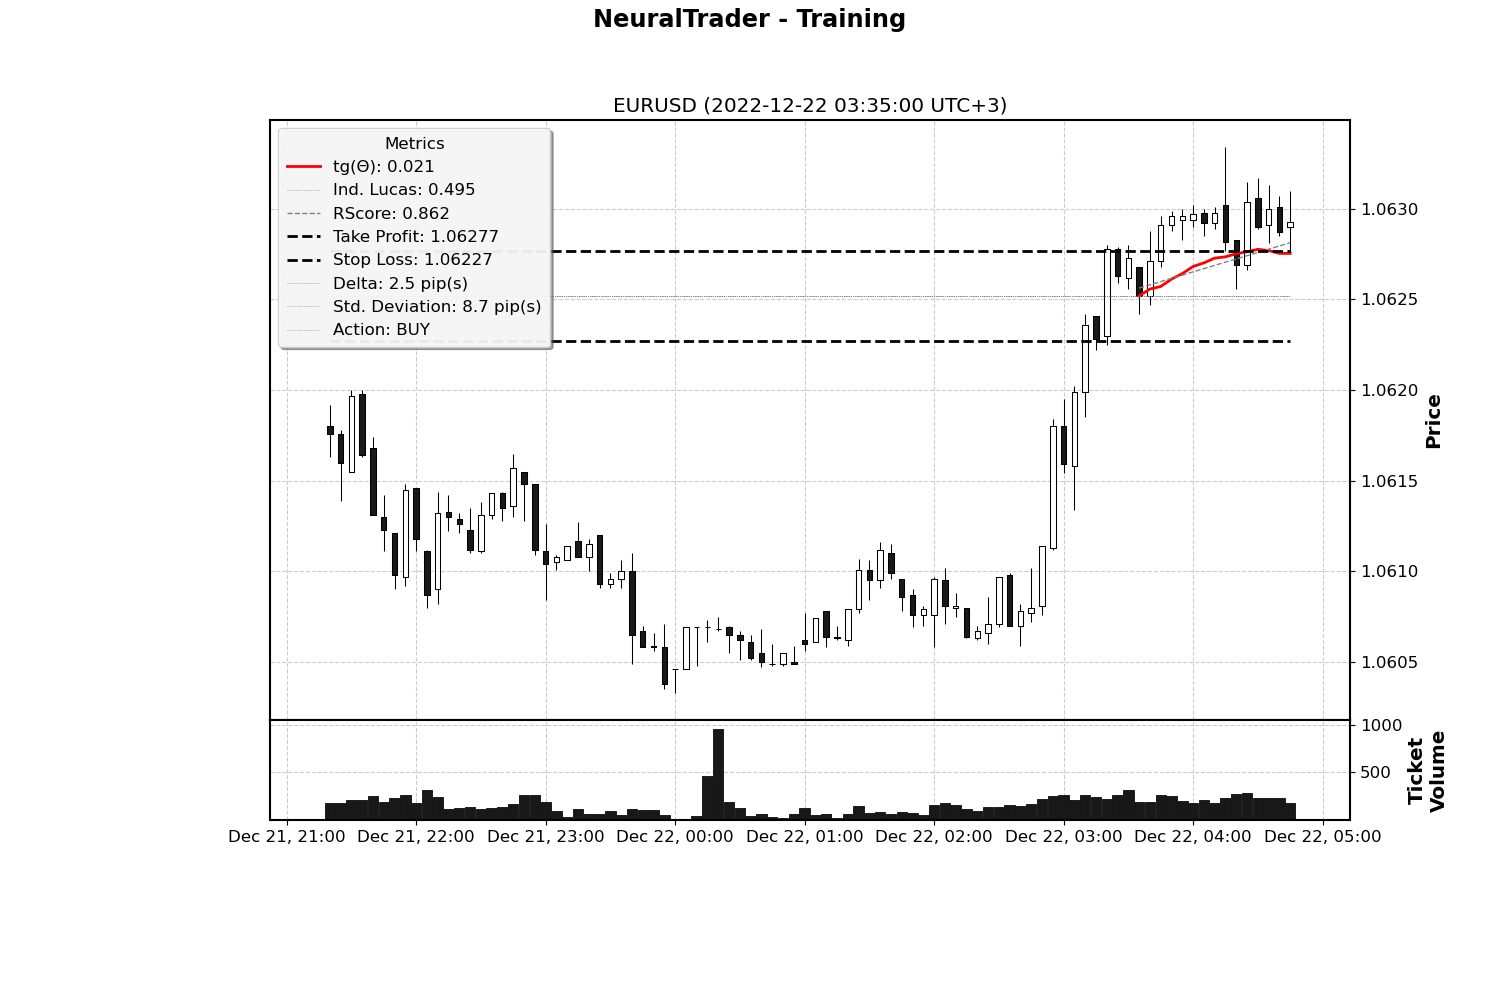 NeuralTrader - Training
EURUSD (2022-12-22 03:35:00 UTC+3)
Metrics
tg(Θ): 0.021
Ind. Lucas: 0.495
RScore: 0.862
Take Profit: 1.06277
Stop Loss: 1.06227
Delta: 2.5 pip(s)
Std. Deviation: 8.7 pip(s)
Action: BUY
1.0630
1.0625
1.0620
1.0615
1.0610
1.0605
Price
1000
500
Ticket
Volume
Dec 21, 21:00 Dec 21, 22:00 Dec 21, 23:00 Dec 22, 00:00 Dec 22, 01:00 Dec 22, 02:00 Dec 22, 03:00 Dec 22, 04:00 Dec 22, 05:00